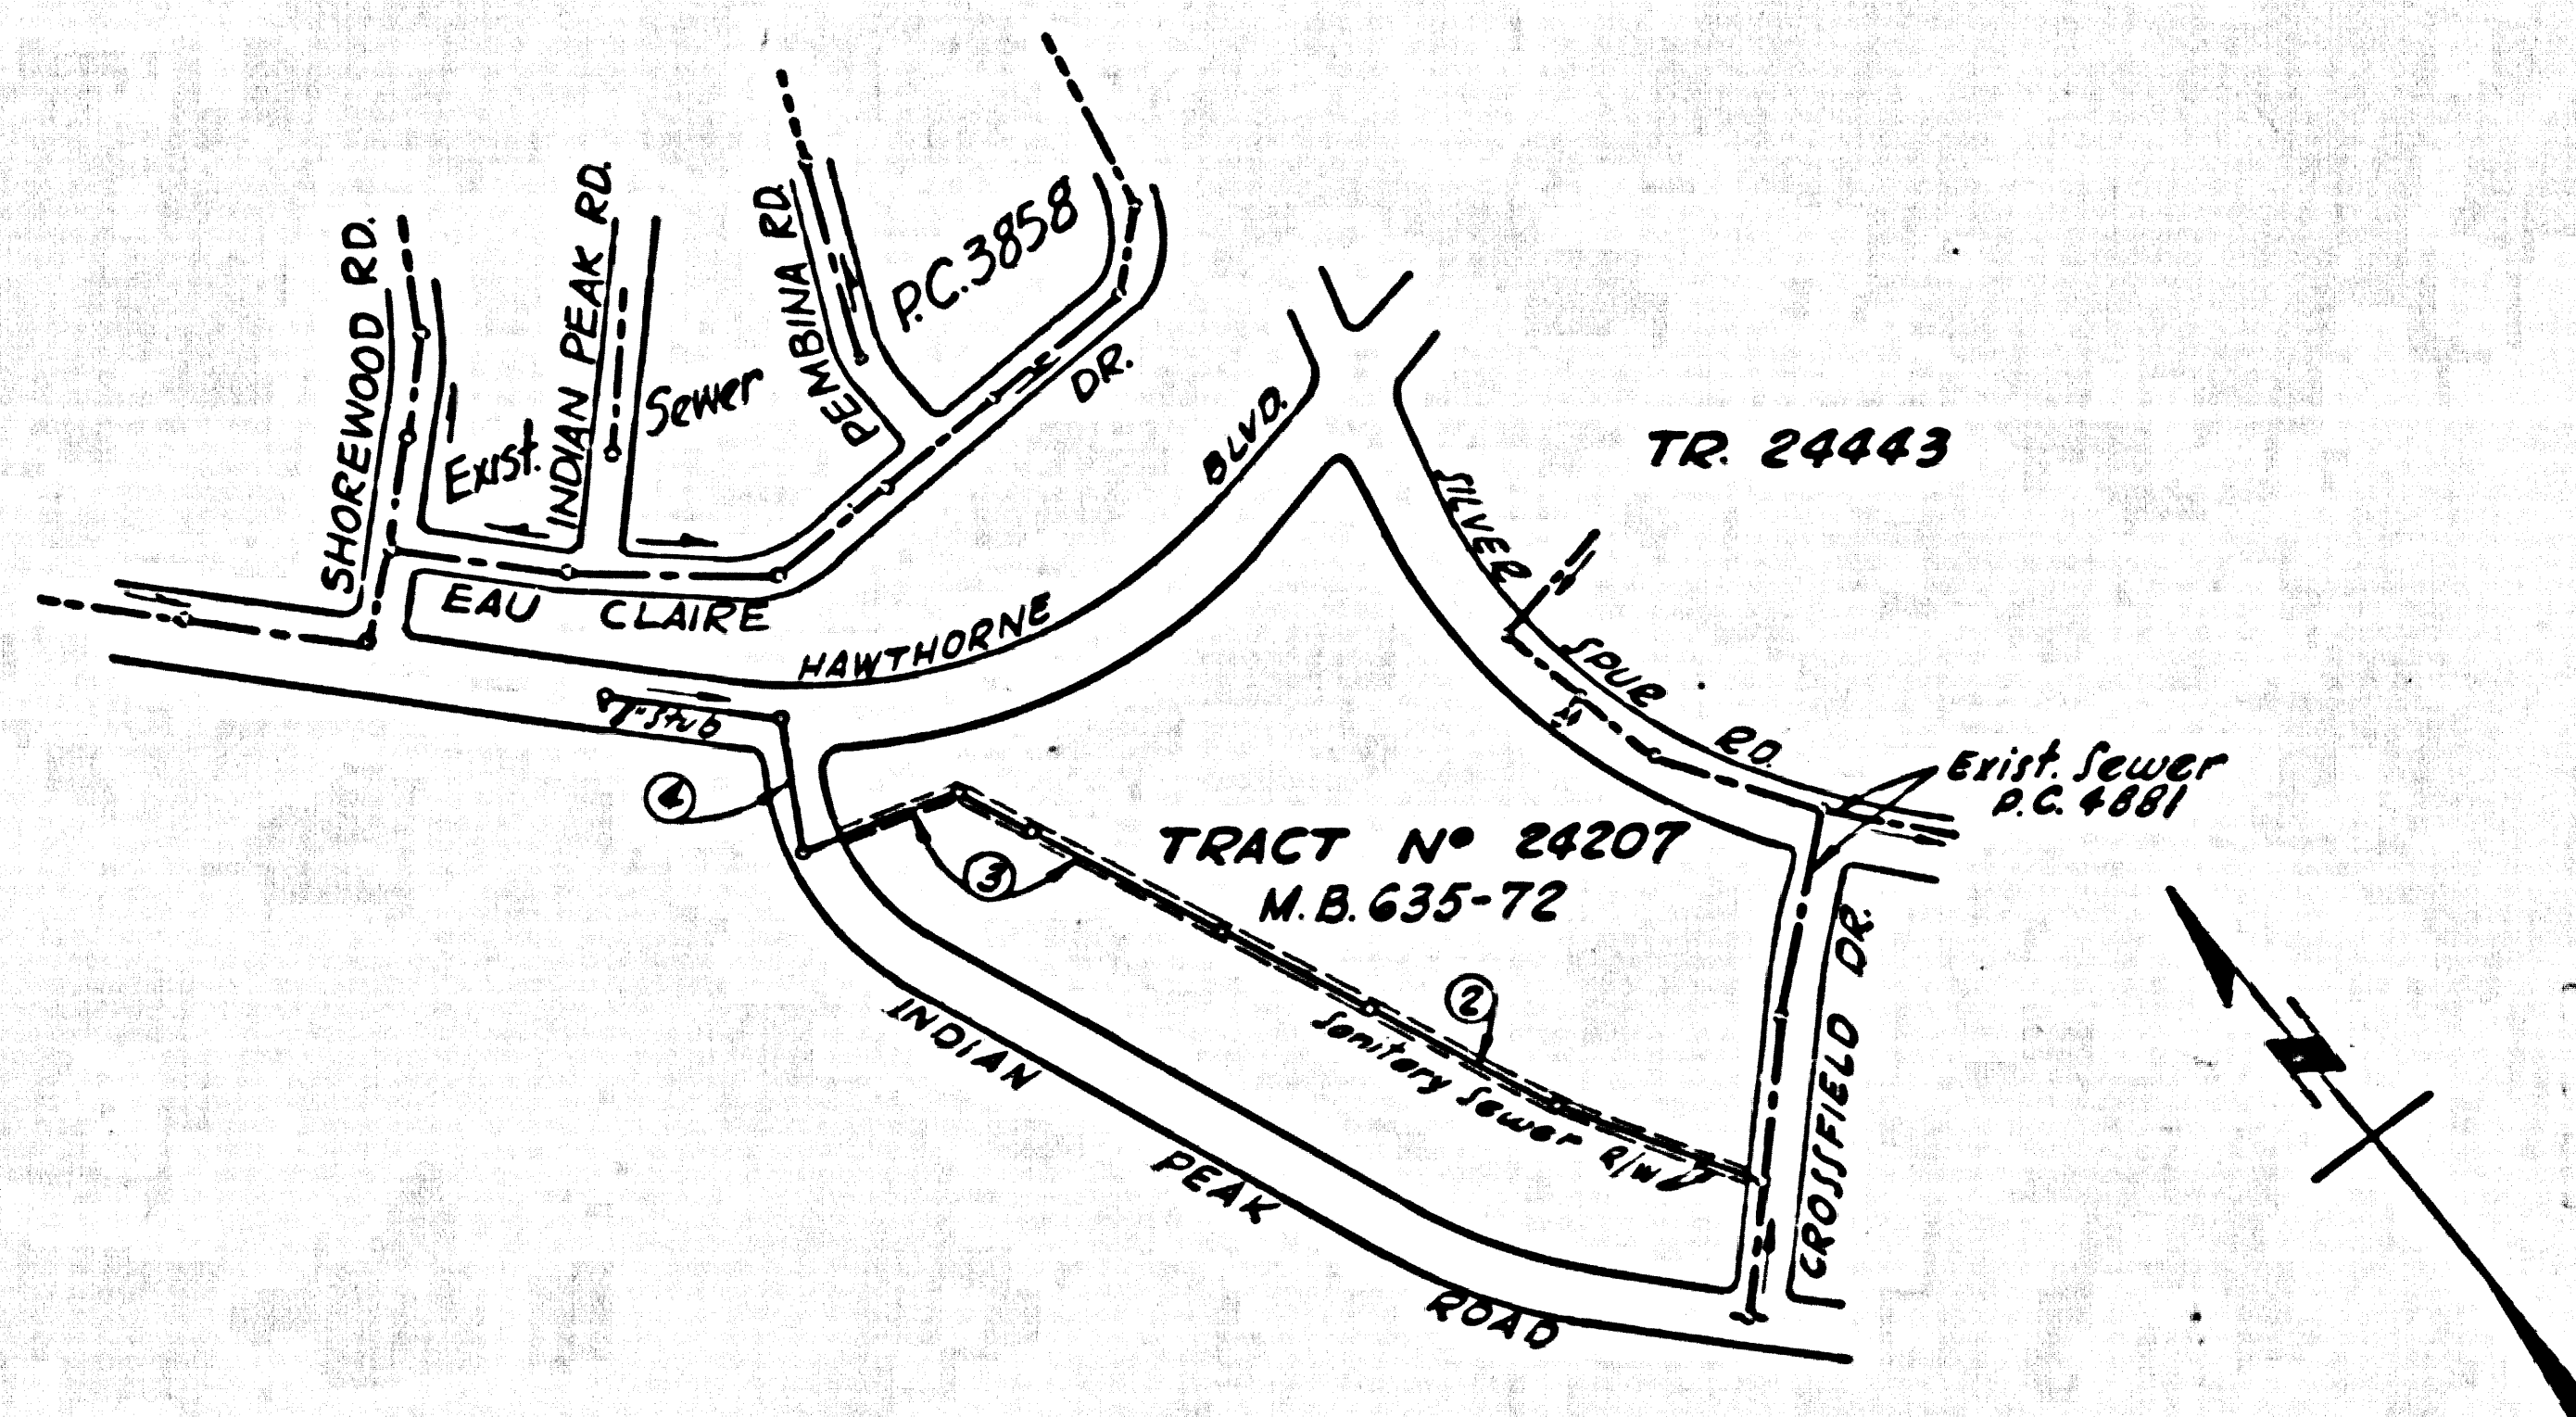 SHOREWOOD RD.
INDIAN PEAK RD.
PEMBINA RD.
P.C. 3858
Exist. Sewer
EAU CLAIRE DR.
HAWTHORNE BLVD.
TR. 24443
SILVER SPUR RD.
Stub
Exist. Sewer
P.C. 4881
4
3
TRACT Nº 24207
M.B. 635-72
2
Sanitary Sewer R/W
CROSSFIELD DR.
INDIAN PEAK ROAD
N